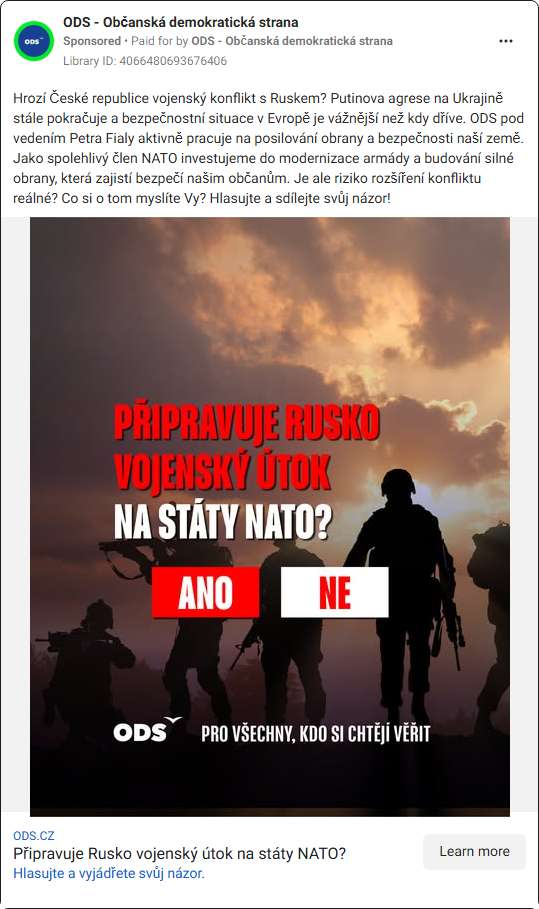 ODS - Občanská demokratická strana
Sponsored • Paid for by ODS - Občanská demokratická strana
Library ID: 4066480693676406
Hrozí České republice vojenský konflikt s Ruskem? Putinova agrese na Ukrajině
stále pokračuje a bezpečnostní situace v Evropě je vážnější než kdy dříve. ODS pod
vedením Petra Fialy aktivně pracuje na posilování obrany a bezpečnosti naší země.
Jako spolehlivý člen NATO investujeme do modernizace armády a budování silné
obrany, která zajistí bezpečí našim občanům. Je ale riziko rozšíření konfliktu
reálné? Co si o tom myslíte Vy? Hlasujte a sdílejte svůj názor!
PŘIPRAVUJE RUSKO
VOJENSKÝ ÚTOK
NA STÁTY NATO?
ANO NE
ODS PRO VŠECHNY, KDO SI CHTĚJÍ VĚŘIT
ODS.CZ
Připravuje Rusko vojenský útok na státy NATO?
Hlasujte a vyjádřete svůj názor.
Learn more